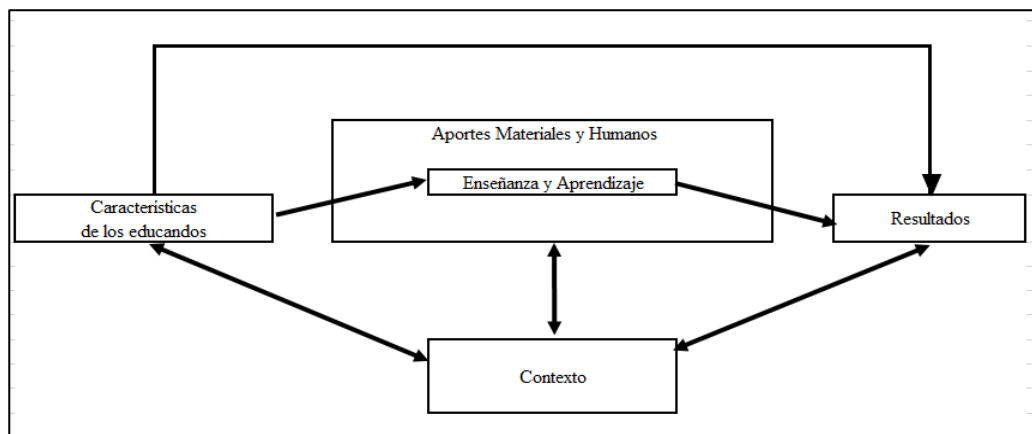 Aportes Materiales y Humanos
Enseñanza y Aprendizaje
Características
de los educandos
Resultados
Contexto